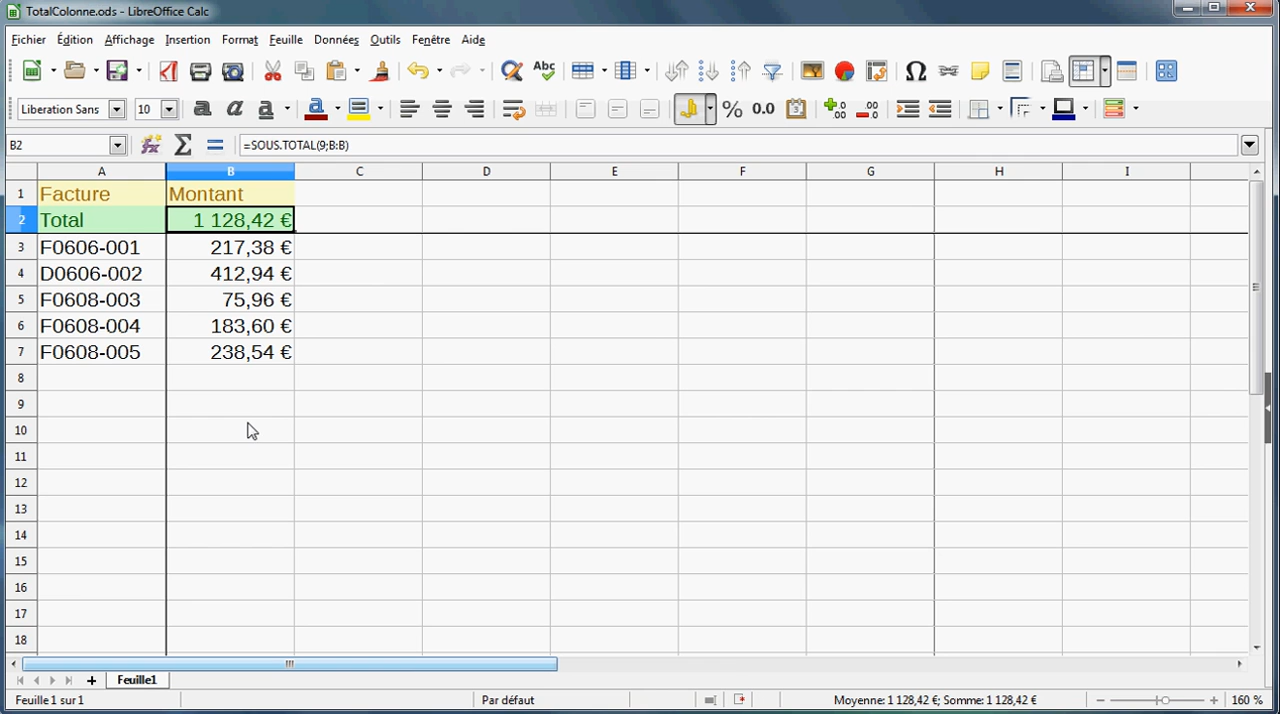 TotalColonne.ods - LibreOffice Calc
Fichier Édition Affichage Insertion Format Feuille Données Outils Fenêtre Aide
Abc
Liberation Sans 10 a a a a % 0.0
B2 =SOUS.TOTAL(9;B:B)
A B C D E F G H I
1 Facture Montant
2 Total 1 128,42 €
3 F0606-001 217,38 €
4 D0606-002 412,94 €
5 F0608-003 75,96 €
6 F0608-004 183,60 €
7 F0608-005 238,54 €
8
9
10
11
12
13
14
15
16
17
18
Feuille1
Feuille 1 sur 1 Par défaut Moyenne: 1 128,42 €; Somme: 1 128,42 € 160 %